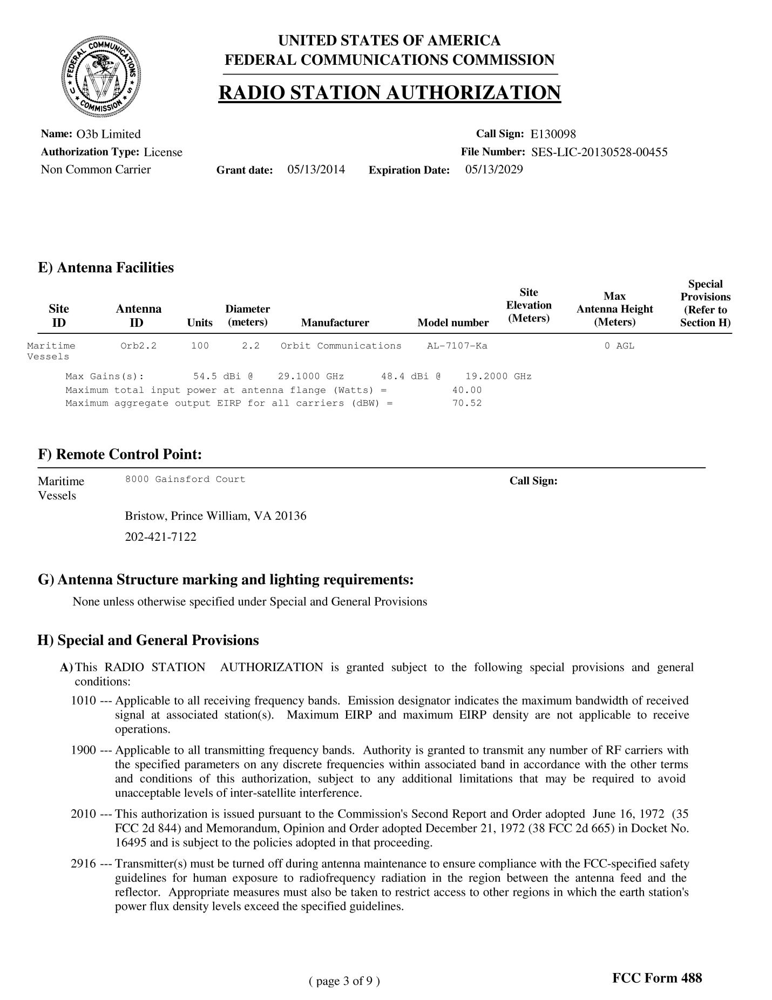 UNITED STATES OF AMERICA
FEDERAL COMMUNICATIONS COMMISSION
RADIO STATION AUTHORIZATION
FEDERAL COMMUNICATIONS COMMISSION U S
Name: O3b Limited Call Sign: E130098
Authorization Type: License File Number: SES-LIC-20130528-00455
Non Common Carrier Grant date: 05/13/2014 Expiration Date: 05/13/2029
E) Antenna Facilities
Site ID Antenna ID Units Diameter (meters) Manufacturer Model number Site Elevation (Meters) Max Antenna Height (Meters) Special Provisions (Refer to Section H)
Maritime Orb2.2 100 2.2 Orbit Communications AL-7107-Ka 0 AGL
Vessels
Max Gains(s): 54.5 dBi @ 29.1000 GHz 48.4 dBi @ 19.2000 GHz
Maximum total input power at antenna flange (Watts) = 40.00
Maximum aggregate output EIRP for all carriers (dBW) = 70.52
F) Remote Control Point:
Maritime 8000 Gainsford Court Call Sign:
Vessels
Bristow, Prince William, VA 20136
202-421-7122
G) Antenna Structure marking and lighting requirements:
None unless otherwise specified under Special and General Provisions
H) Special and General Provisions
A) This RADIO STATION AUTHORIZATION is granted subject to the following special provisions and general
conditions:
1010 --- Applicable to all receiving frequency bands. Emission designator indicates the maximum bandwidth of received
signal at associated station(s). Maximum EIRP and maximum EIRP density are not applicable to receive
operations.
1900 --- Applicable to all transmitting frequency bands. Authority is granted to transmit any number of RF carriers with
the specified parameters on any discrete frequencies within associated band in accordance with the other terms
and conditions of this authorization, subject to any additional limitations that may be required to avoid
unacceptable levels of inter-satellite interference.
2010 --- This authorization is issued pursuant to the Commission's Second Report and Order adopted June 16, 1972 (35
FCC 2d 844) and Memorandum, Opinion and Order adopted December 21, 1972 (38 FCC 2d 665) in Docket No.
16495 and is subject to the policies adopted in that proceeding.
2916 --- Transmitter(s) must be turned off during antenna maintenance to ensure compliance with the FCC-specified safety
guidelines for human exposure to radiofrequency radiation in the region between the antenna feed and the
reflector. Appropriate measures must also be taken to restrict access to other regions in which the earth station's
power flux density levels exceed the specified guidelines.
( page 3 of 9 ) FCC Form 488